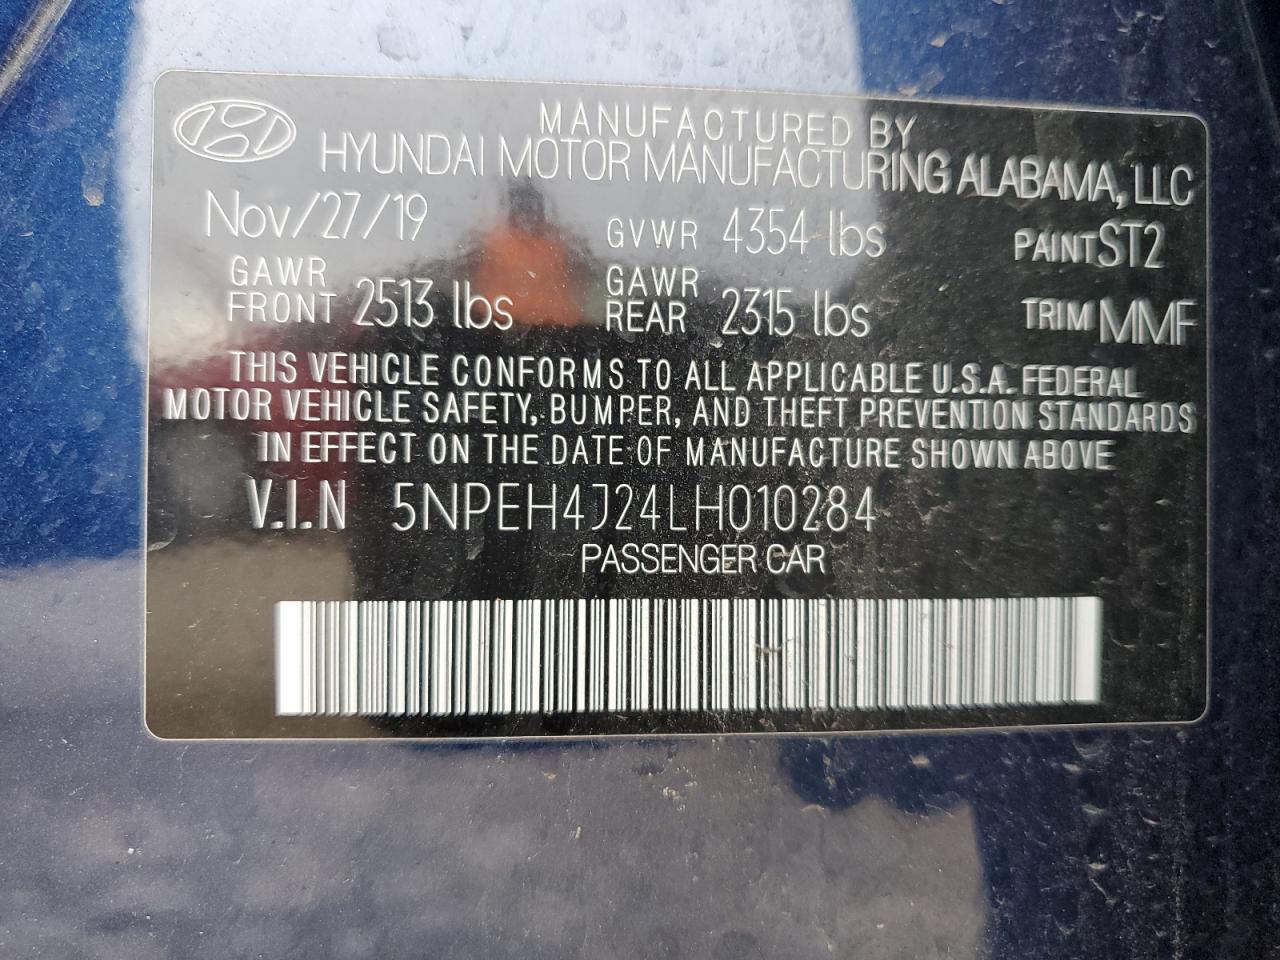 MANUFACTURED BY
HYUNDAI MOTOR MANUFACTURING ALABAMA, LLC
Nov/27/19 GVWR 4354 lbs PAINT ST2
GAWR FRONT 2513 lbs GAWR REAR 2315 lbs TRIM MMF
THIS VEHICLE CONFORMS TO ALL APPLICABLE U.S.A. FEDERAL
MOTOR VEHICLE SAFETY, BUMPER, AND THEFT PREVENTION STANDARDS
IN EFFECT ON THE DATE OF MANUFACTURE SHOWN ABOVE
V.I.N 5NPEH4J24LH010284
PASSENGER CAR